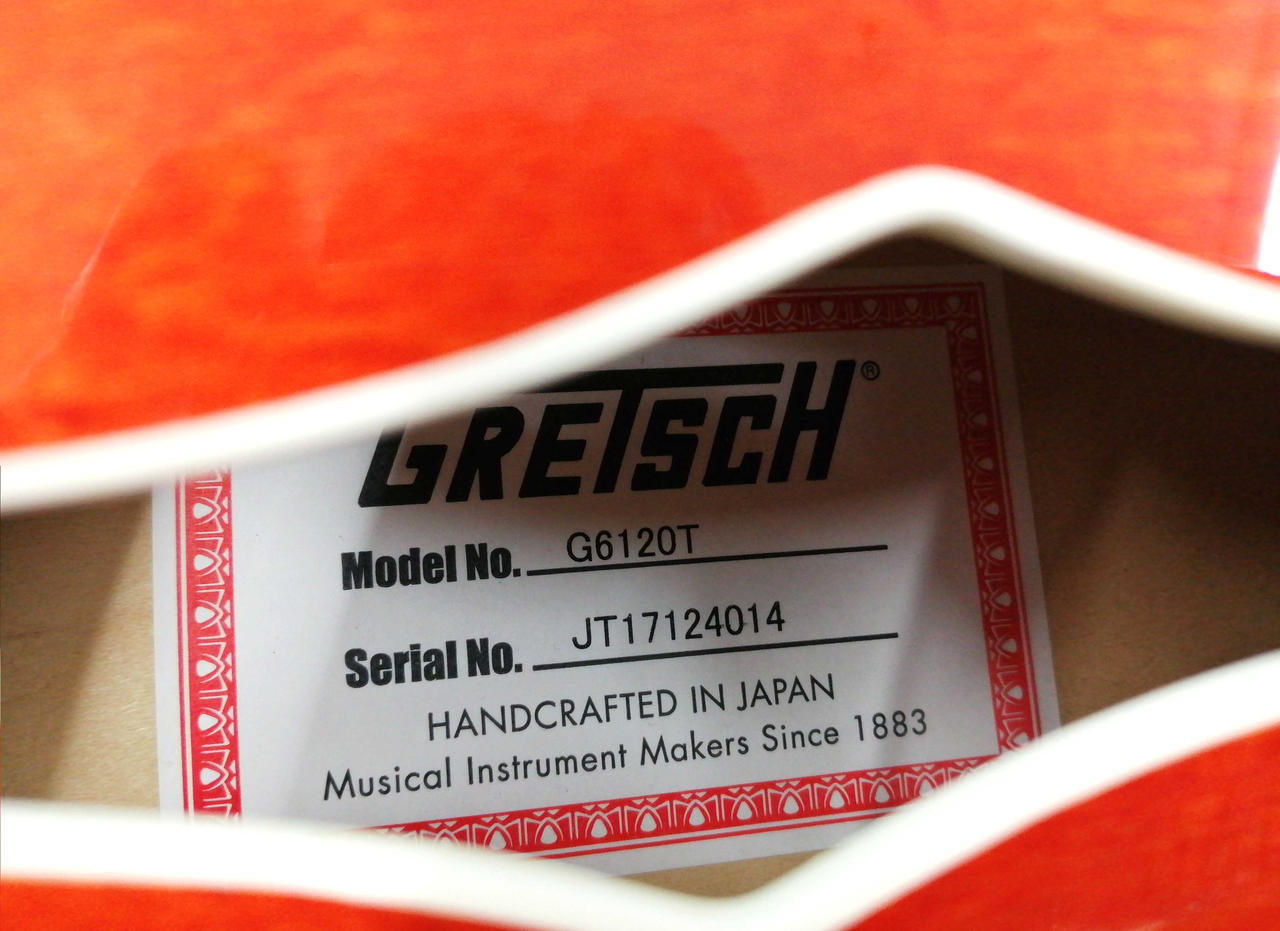 GRETSCH®
Model No. G6120T
Serial No. JT17124014
HANDCRAFTED IN JAPAN
Musical Instrument Makers Since 1883